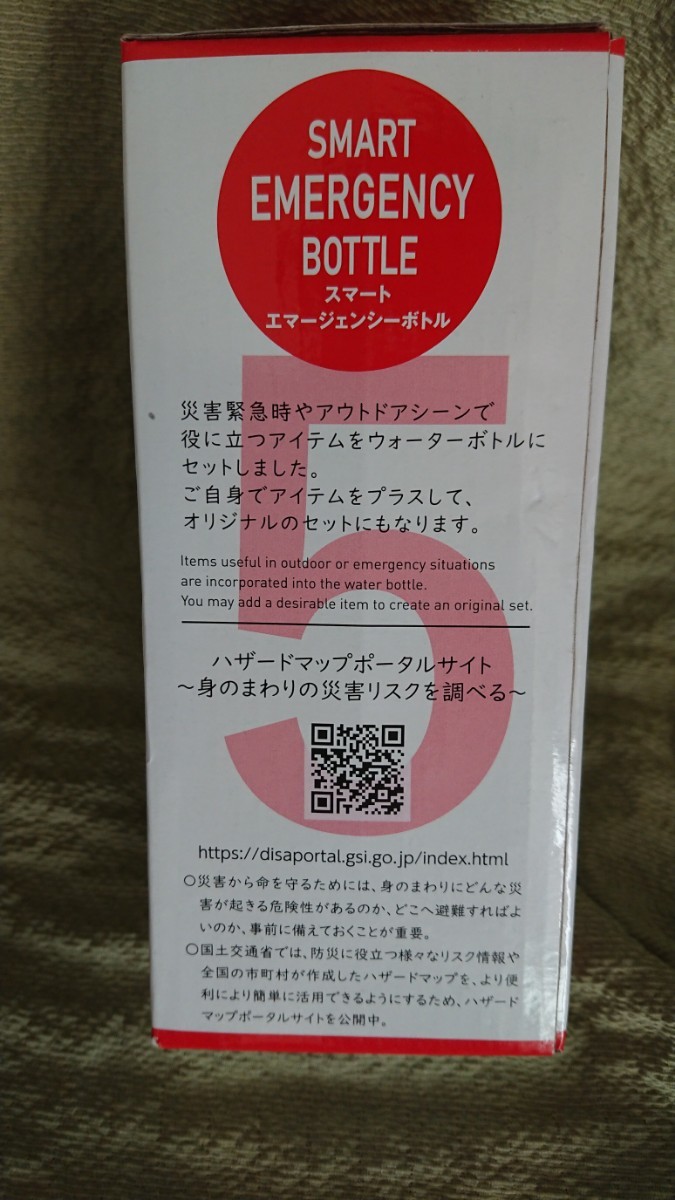 SMART
EMERGENCY
BOTTLE
スマート
エマージェンシーボトル
5
災害緊急時やアウトドアシーンで
役に立つアイテムをウォーターボトルに
セットしました。
ご自身でアイテムをプラスして、
オリジナルのセットにもなります。
Items useful in outdoor or emergency situations
are incorporated into the water bottle.
You may add a desirable item to create an original set.
ハザードマップポータルサイト
〜身のまわりの災害リスクを調べる〜
https://disaportal.gsi.go.jp/index.html
○災害から命を守るためには、身のまわりにどんな災
害が起きる危険性があるのか、どこへ避難すればよ
いのか、事前に備えておくことが重要。
○国土交通省では、防災に役立つ様々なリスク情報や
全国の市町村が作成したハザードマップを、より便
利により簡単に活用できるようにするため、ハザード
マップポータルサイトを公開中。